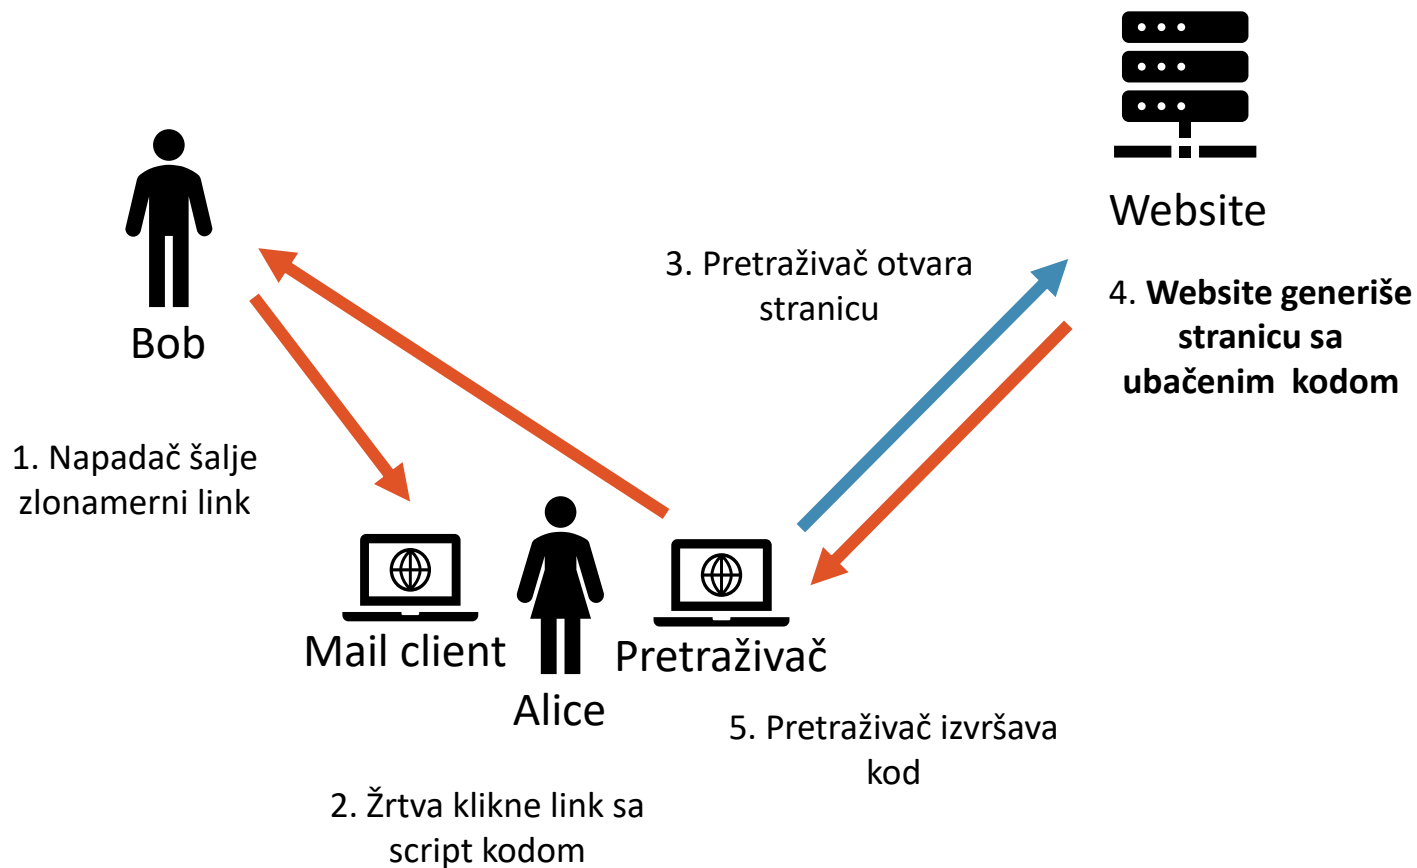 Website
Bob
3. Pretraživač otvara
stranicu
4. Website generiše
stranicu sa
ubačenim kodom
1. Napadač šalje
zlonamerni link
Mail client
Alice
Pretraživač
5. Pretraživač izvršava
kod
2. Žrtva klikne link sa
script kodom